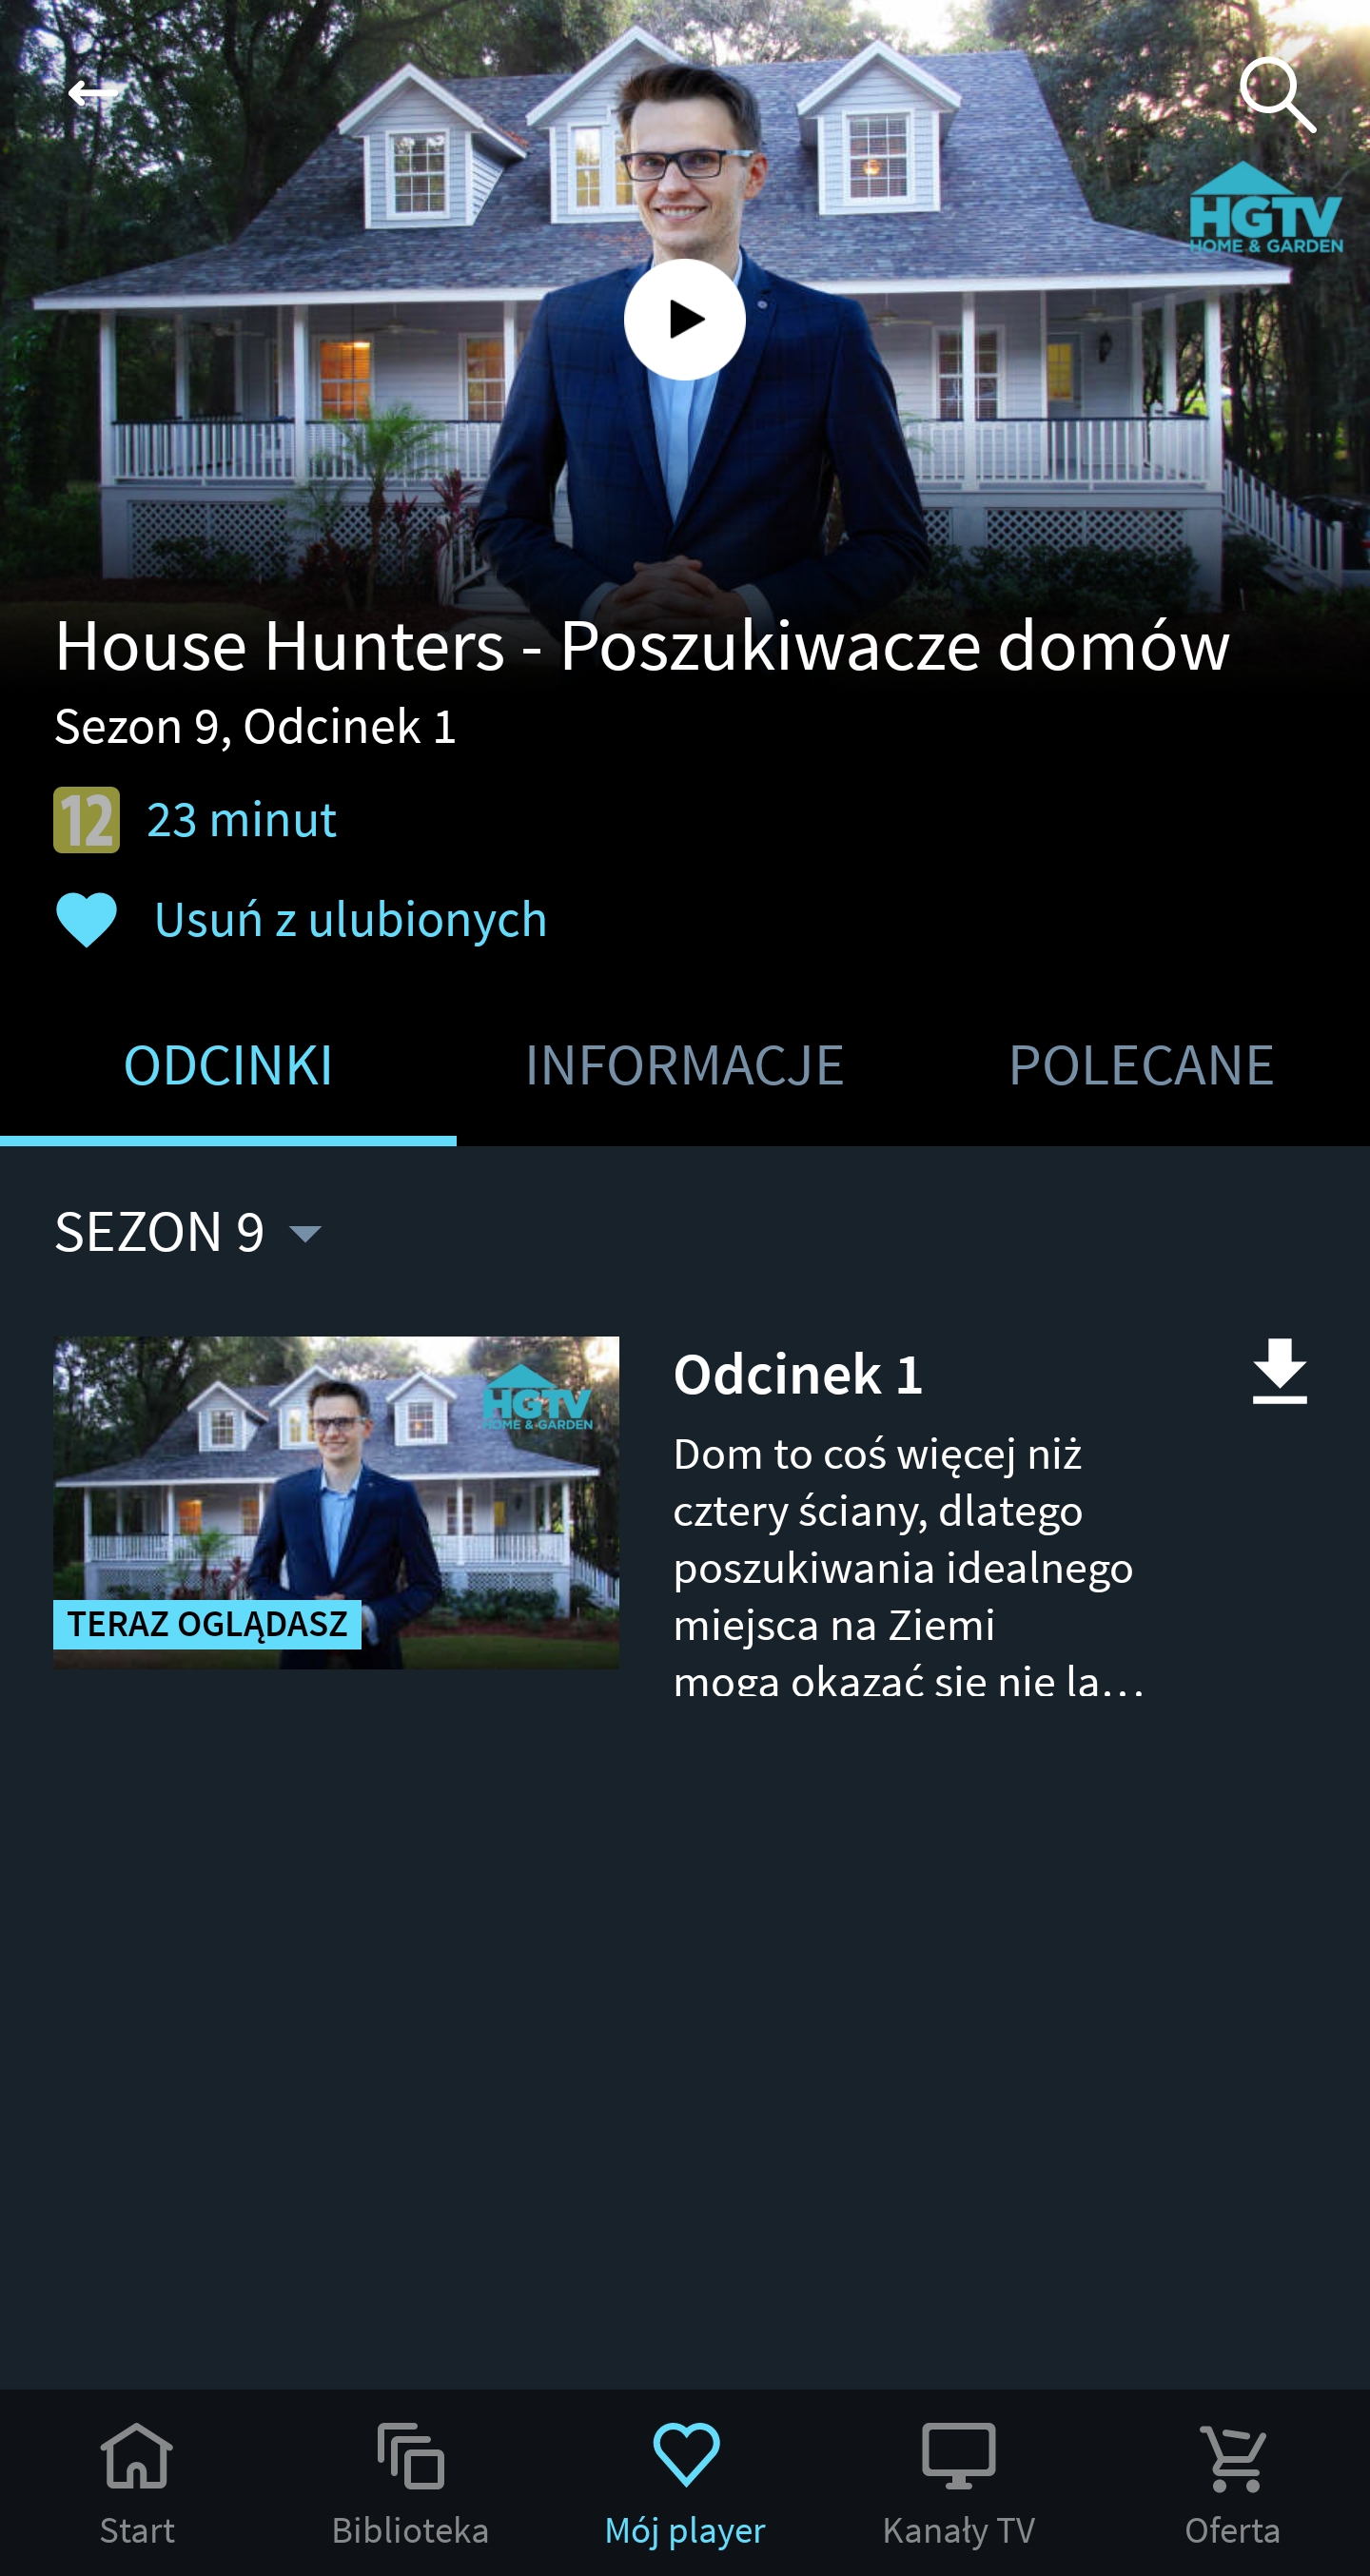 HGTV
HOME & GARDEN
House Hunters - Poszukiwacze domów
Sezon 9, Odcinek 1
12 23 minut
Usuń z ulubionych
ODCINKI INFORMACJE POLECANE
SEZON 9
HGTV
HOME & GARDEN
TERAZ OGLĄDASZ
Odcinek 1
Dom to coś więcej niż
cztery ściany, dlatego
poszukiwania idealnego
miejsca na Ziemi
mogą okazać się nie la…
Start Biblioteka Mój player Kanały TV Oferta